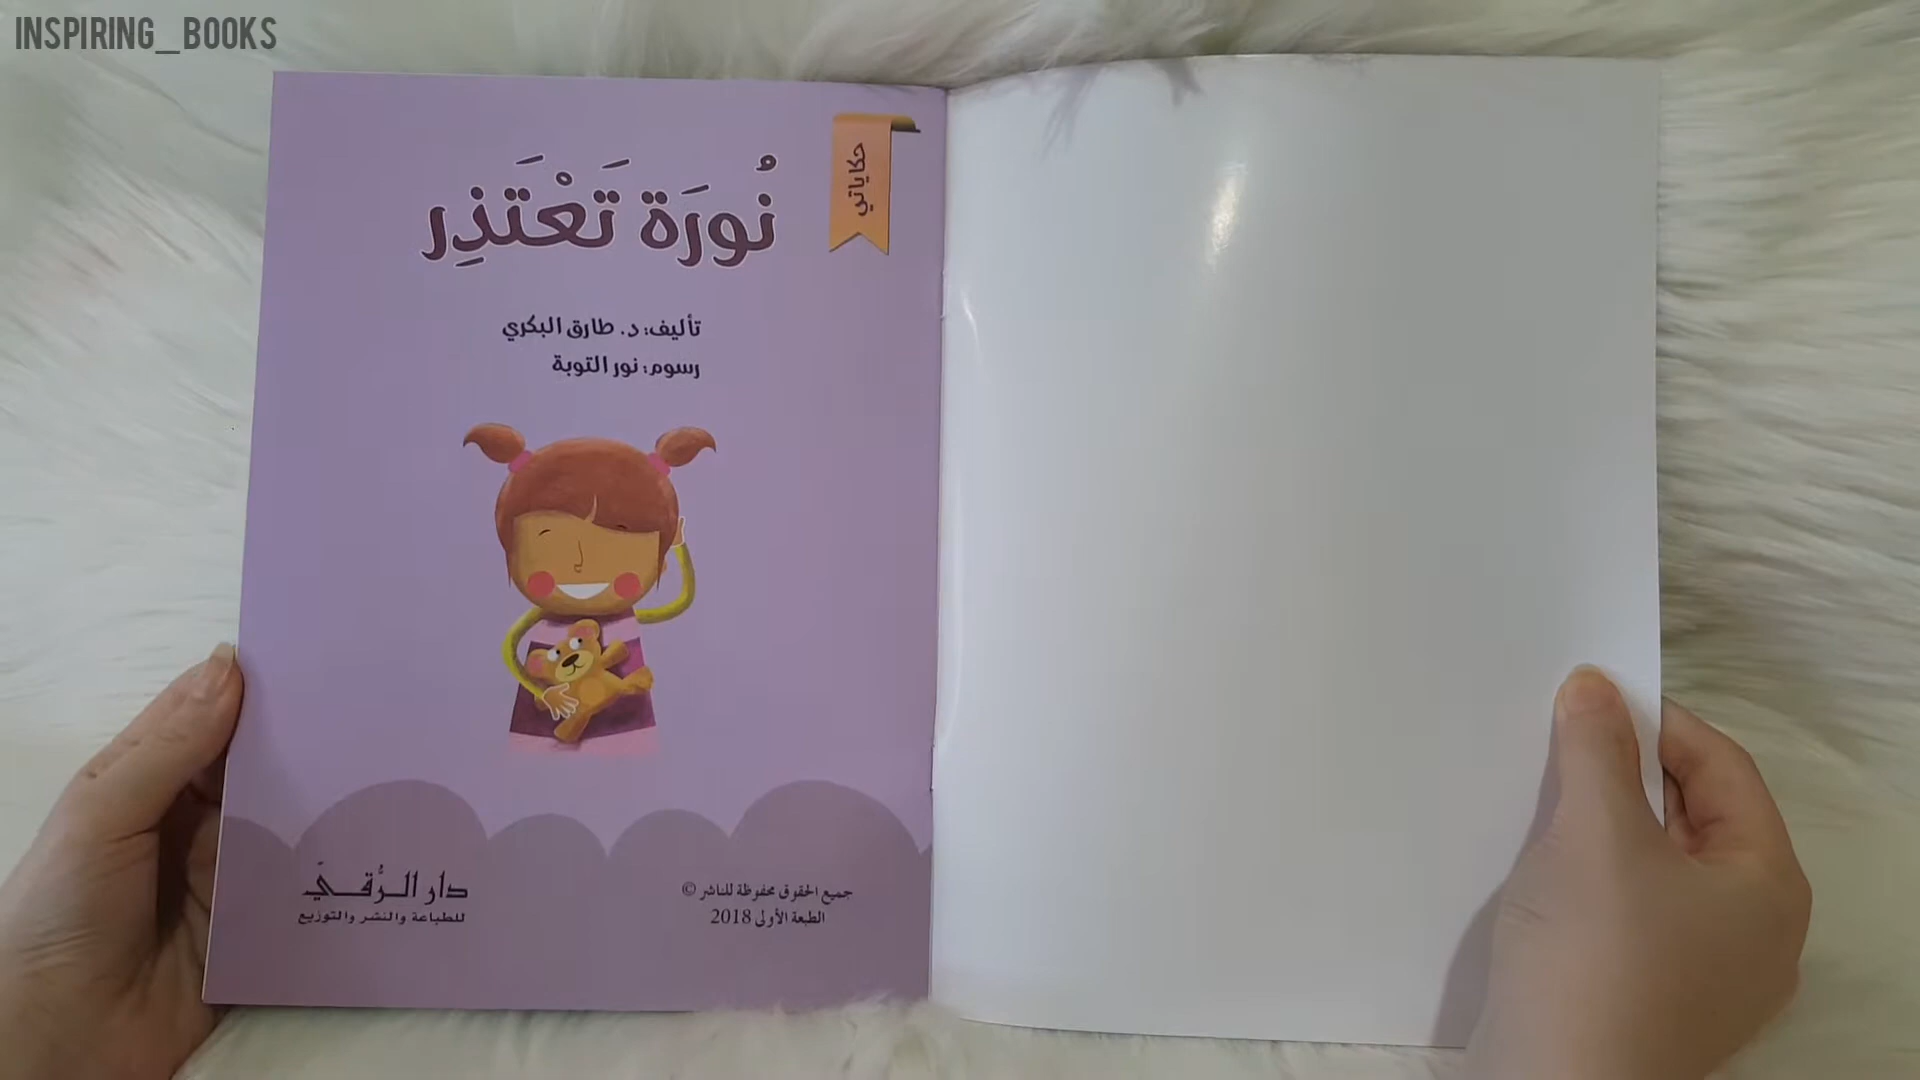 INSPIRING_BOOKS
حكاياتي
نُورَة تَعْتَذِر
تأليف: د. طارق البكري
رسوم: نور التوبة
جميع الحقوق محفوظة للناشر ©
الطبعة الأولى 2018
دار الرُّقـــيَ
للطباعة والنشر والتوزيع